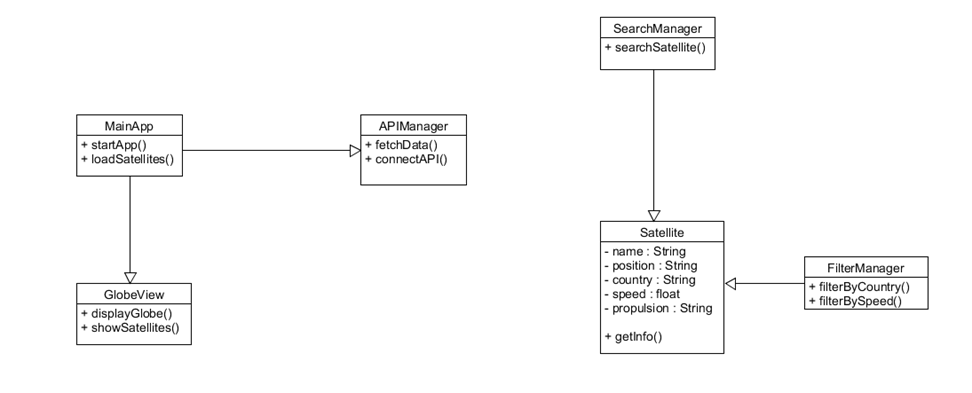 SearchManager
+ searchSatellite()
MainApp
+ startApp()
+ loadSatellites()
APIManager
+ fetchData()
+ connectAPI()
Satellite
- name : String
- position : String
- country : String
- speed : float
- propulsion : String
+ getInfo()
FilterManager
+ filterByCountry()
+ filterBySpeed()
GlobeView
+ displayGlobe()
+ showSatellites()